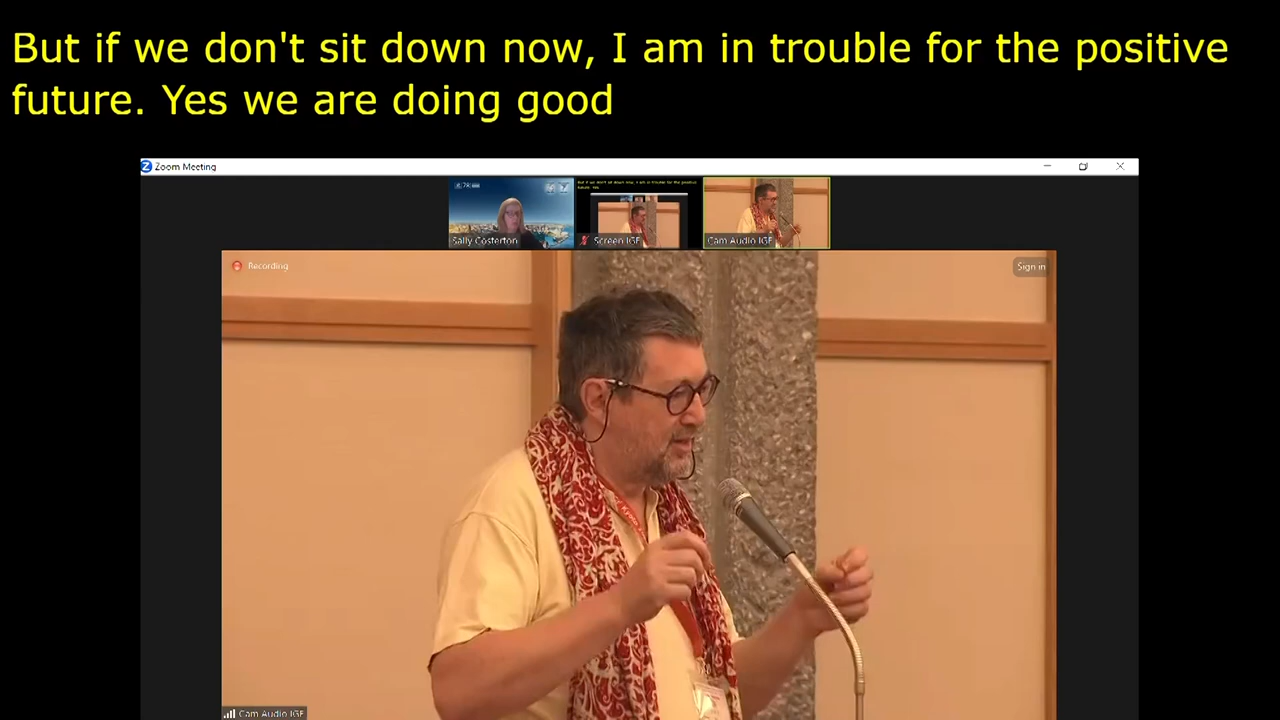 But if we don't sit down now, I am in trouble for the positive
future. Yes we are doing good
Zoom Meeting
Sally Costerton
Screen IGF
Cam Audio IGF
Recording
Sign in
Cam Audio IGF